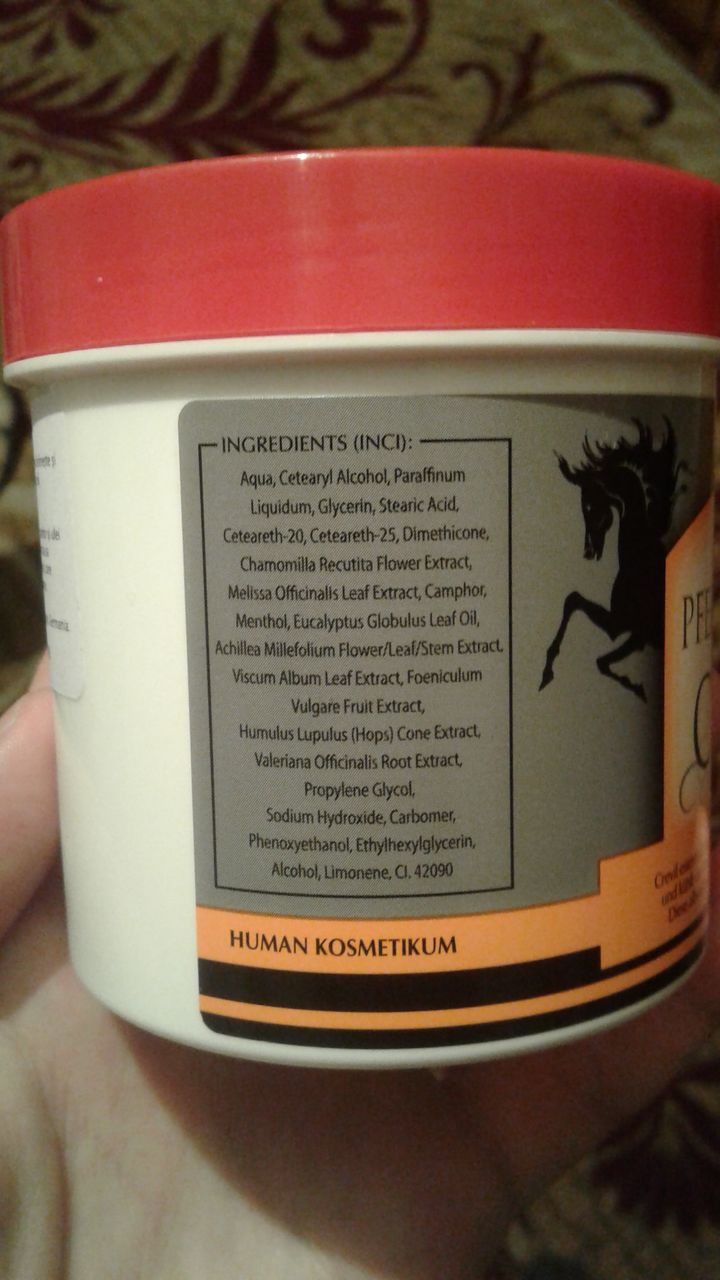 INGREDIENTS (INCI):
Aqua, Cetearyl Alcohol, Paraffinum
Liquidum, Glycerin, Stearic Acid,
Ceteareth-20, Ceteareth-25, Dimethicone,
Chamomilla Recutita Flower Extract,
Melissa Officinalis Leaf Extract, Camphor,
Menthol, Eucalyptus Globulus Leaf Oil,
Achillea Millefolium Flower/Leaf/Stem Extract,
Viscum Album Leaf Extract, Foeniculum
Vulgare Fruit Extract,
Humulus Lupulus (Hops) Cone Extract,
Valeriana Officinalis Root Extract,
Propylene Glycol,
Sodium Hydroxide, Carbomer,
Phenoxyethanol, Ethylhexylglycerin,
Alcohol, Limonene, CI. 42090
HUMAN KOSMETIKUM